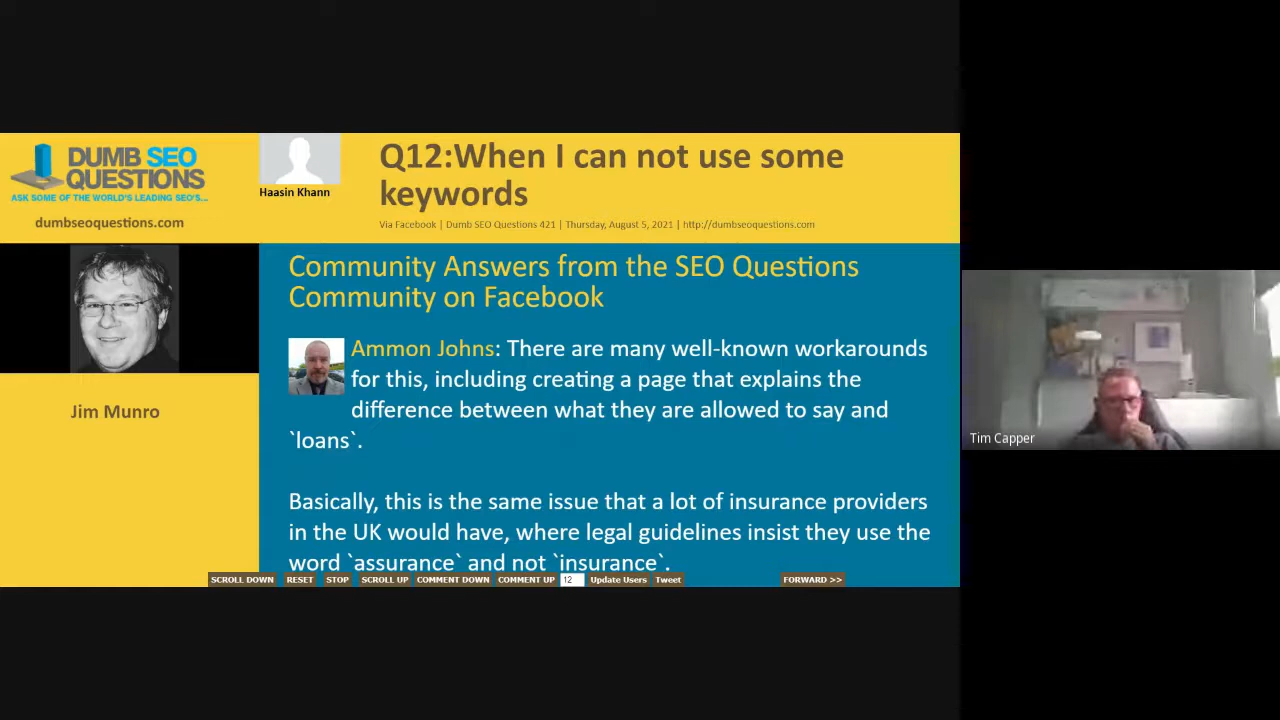 DUMB SEO
QUESTIONS
ASK SOME OF THE WORLD'S LEADING SEO'S...
dumbseoquestions.com
Haasin Khann
Q12:When I can not use some
keywords
Via Facebook | Dumb SEO Questions 421 | Thursday, August 5, 2021 | http://dumbseoquestions.com
Jim Munro
Community Answers from the SEO Questions
Community on Facebook
Ammon Johns: There are many well-known workarounds
for this, including creating a page that explains the
difference between what they are allowed to say and
`loans`.
Basically, this is the same issue that a lot of insurance providers
in the UK would have, where legal guidelines insist they use the
word `assurance` and not `insurance`.
SCROLL DOWN RESET STOP SCROLL UP COMMENT DOWN COMMENT UP 12 Update Users Tweet FORWARD >>
Tim Capper